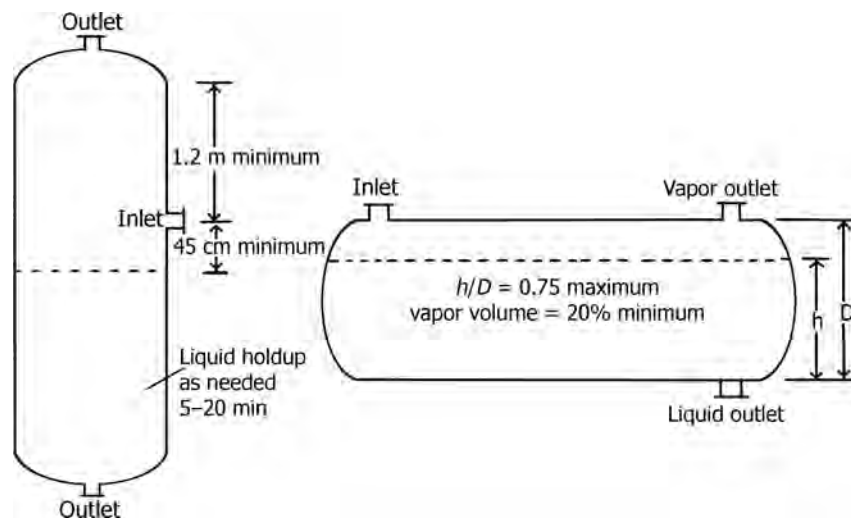 Outlet
1.2 m minimum
Inlet
45 cm minimum
Liquid holdup
as needed
5–20 min
Outlet
Inlet
Vapor outlet
h/D = 0.75 maximum
vapor volume = 20% minimum
h
D
Liquid outlet